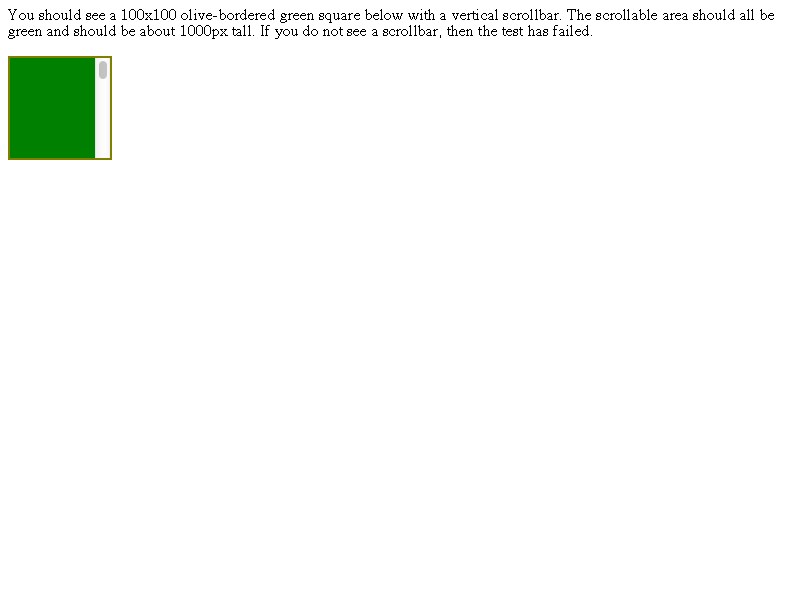 You should see a 100x100 olive-bordered green square below with a vertical scrollbar. The scrollable area should all be
green and should be about 1000px tall. If you do not see a scrollbar, then the test has failed.